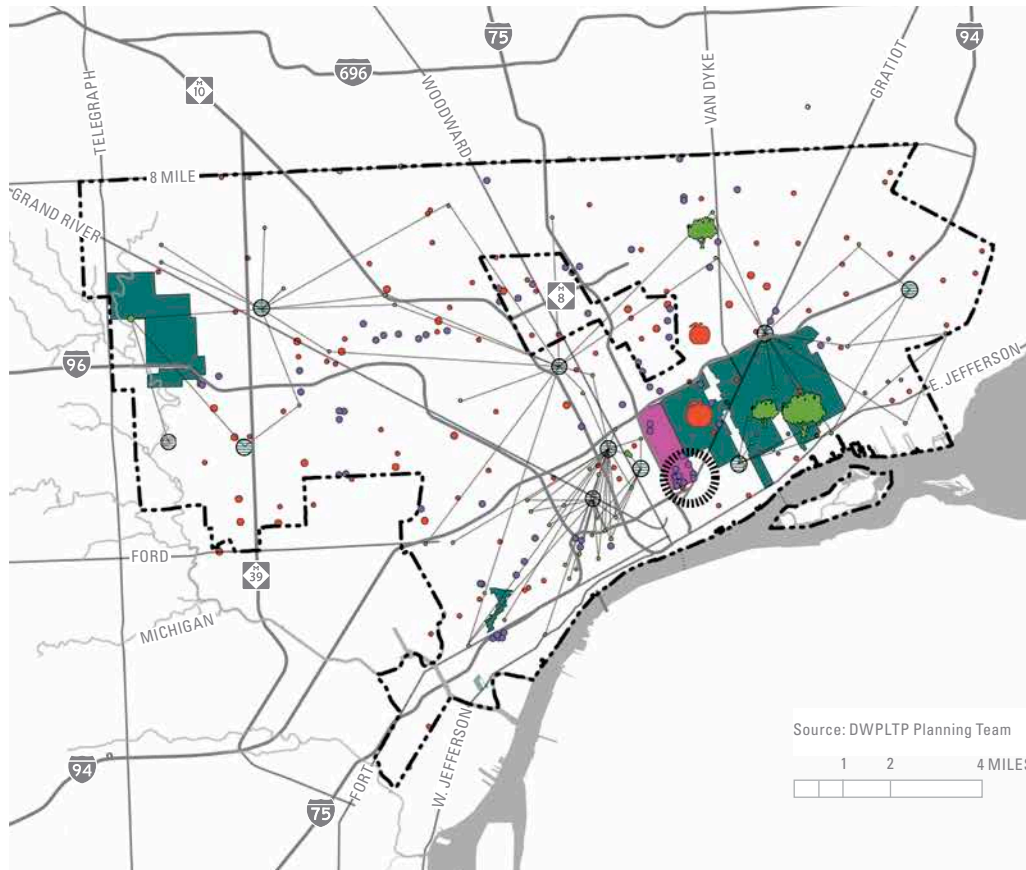 75
94
696
M
10
TELEGRAPH
WOODWARD
VAN DYKE
GRATIOT
8 MILE
GRAND RIVER
M
8
96
E. JEFFERSON
FORD
M
39
MICHIGAN
Source: DWPLTP Planning Team
1 2 4 MILES
94
75
FORT
W. JEFFERSON